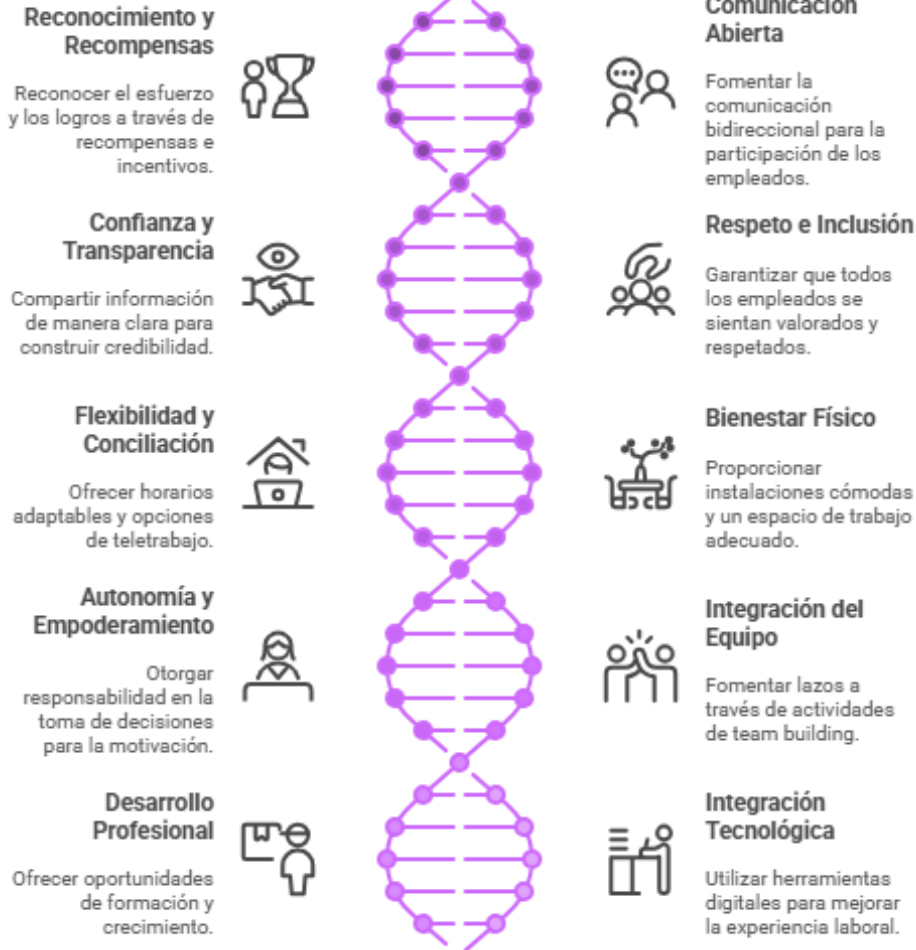 Reconocimiento y
Recompensas
Reconocer el esfuerzo
y los logros a través de
recompensas e
incentivos.
Comunicación
Abierta
Fomentar la
comunicación
bidireccional para la
participación de los
empleados.
Confianza y
Transparencia
Compartir información
de manera clara para
construir credibilidad.
Respeto e Inclusión
Garantizar que todos
los empleados se
sientan valorados y
respetados.
Flexibilidad y
Conciliación
Ofrecer horarios
adaptables y opciones
de teletrabajo.
Bienestar Físico
Proporcionar
instalaciones cómodas
y un espacio de trabajo
adecuado.
Autonomía y
Empoderamiento
Otorgar
responsabilidad en la
toma de decisiones
para la motivación.
Integración del
Equipo
Fomentar lazos a
través de actividades
de team building.
Desarrollo
Profesional
Ofrecer oportunidades
de formación y
crecimiento.
Integración
Tecnológica
Utilizar herramientas
digitales para mejorar
la experiencia laboral.